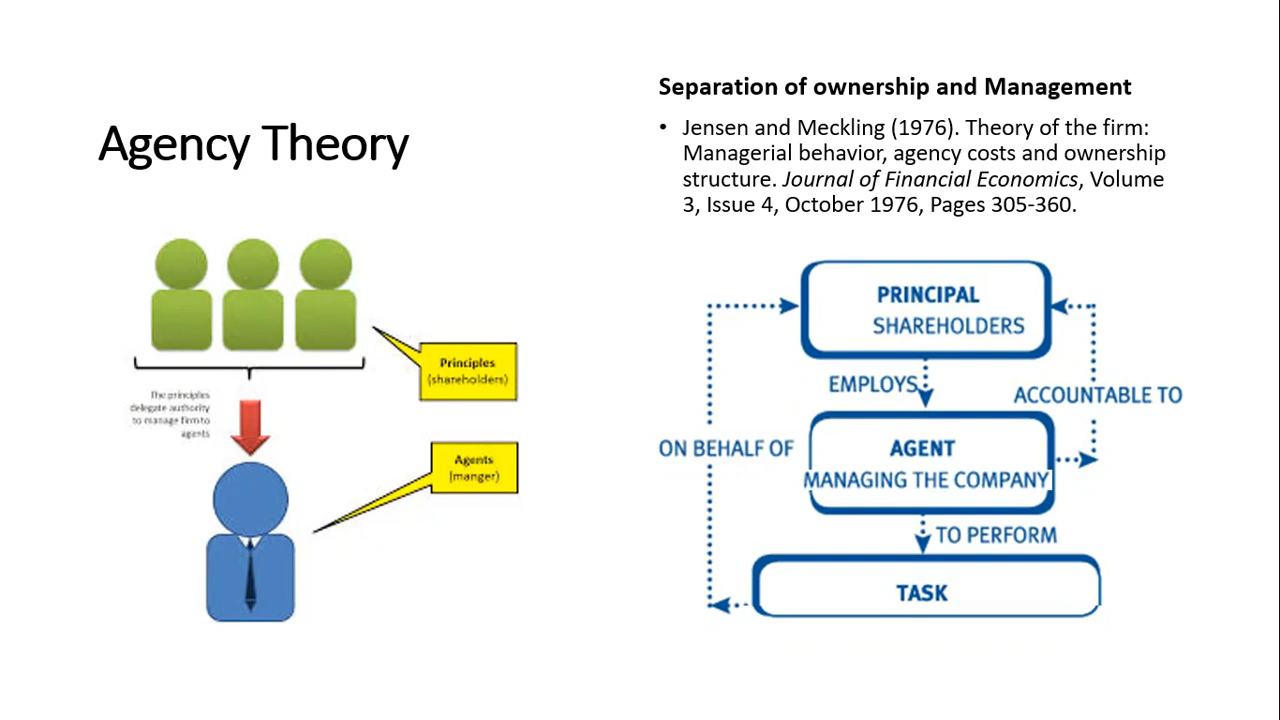 Agency Theory
Separation of ownership and Management
• Jensen and Meckling (1976). Theory of the firm:
Managerial behavior, agency costs and ownership
structure. Journal of Financial Economics, Volume
3, Issue 4, October 1976, Pages 305-360.
Principles
(shareholders)
The principles
delegate authority
to manage firm to
agents
Agents
(manger)
PRINCIPAL
SHAREHOLDERS
EMPLOYS
ACCOUNTABLE TO
ON BEHALF OF
AGENT
MANAGING THE COMPANY
TO PERFORM
TASK